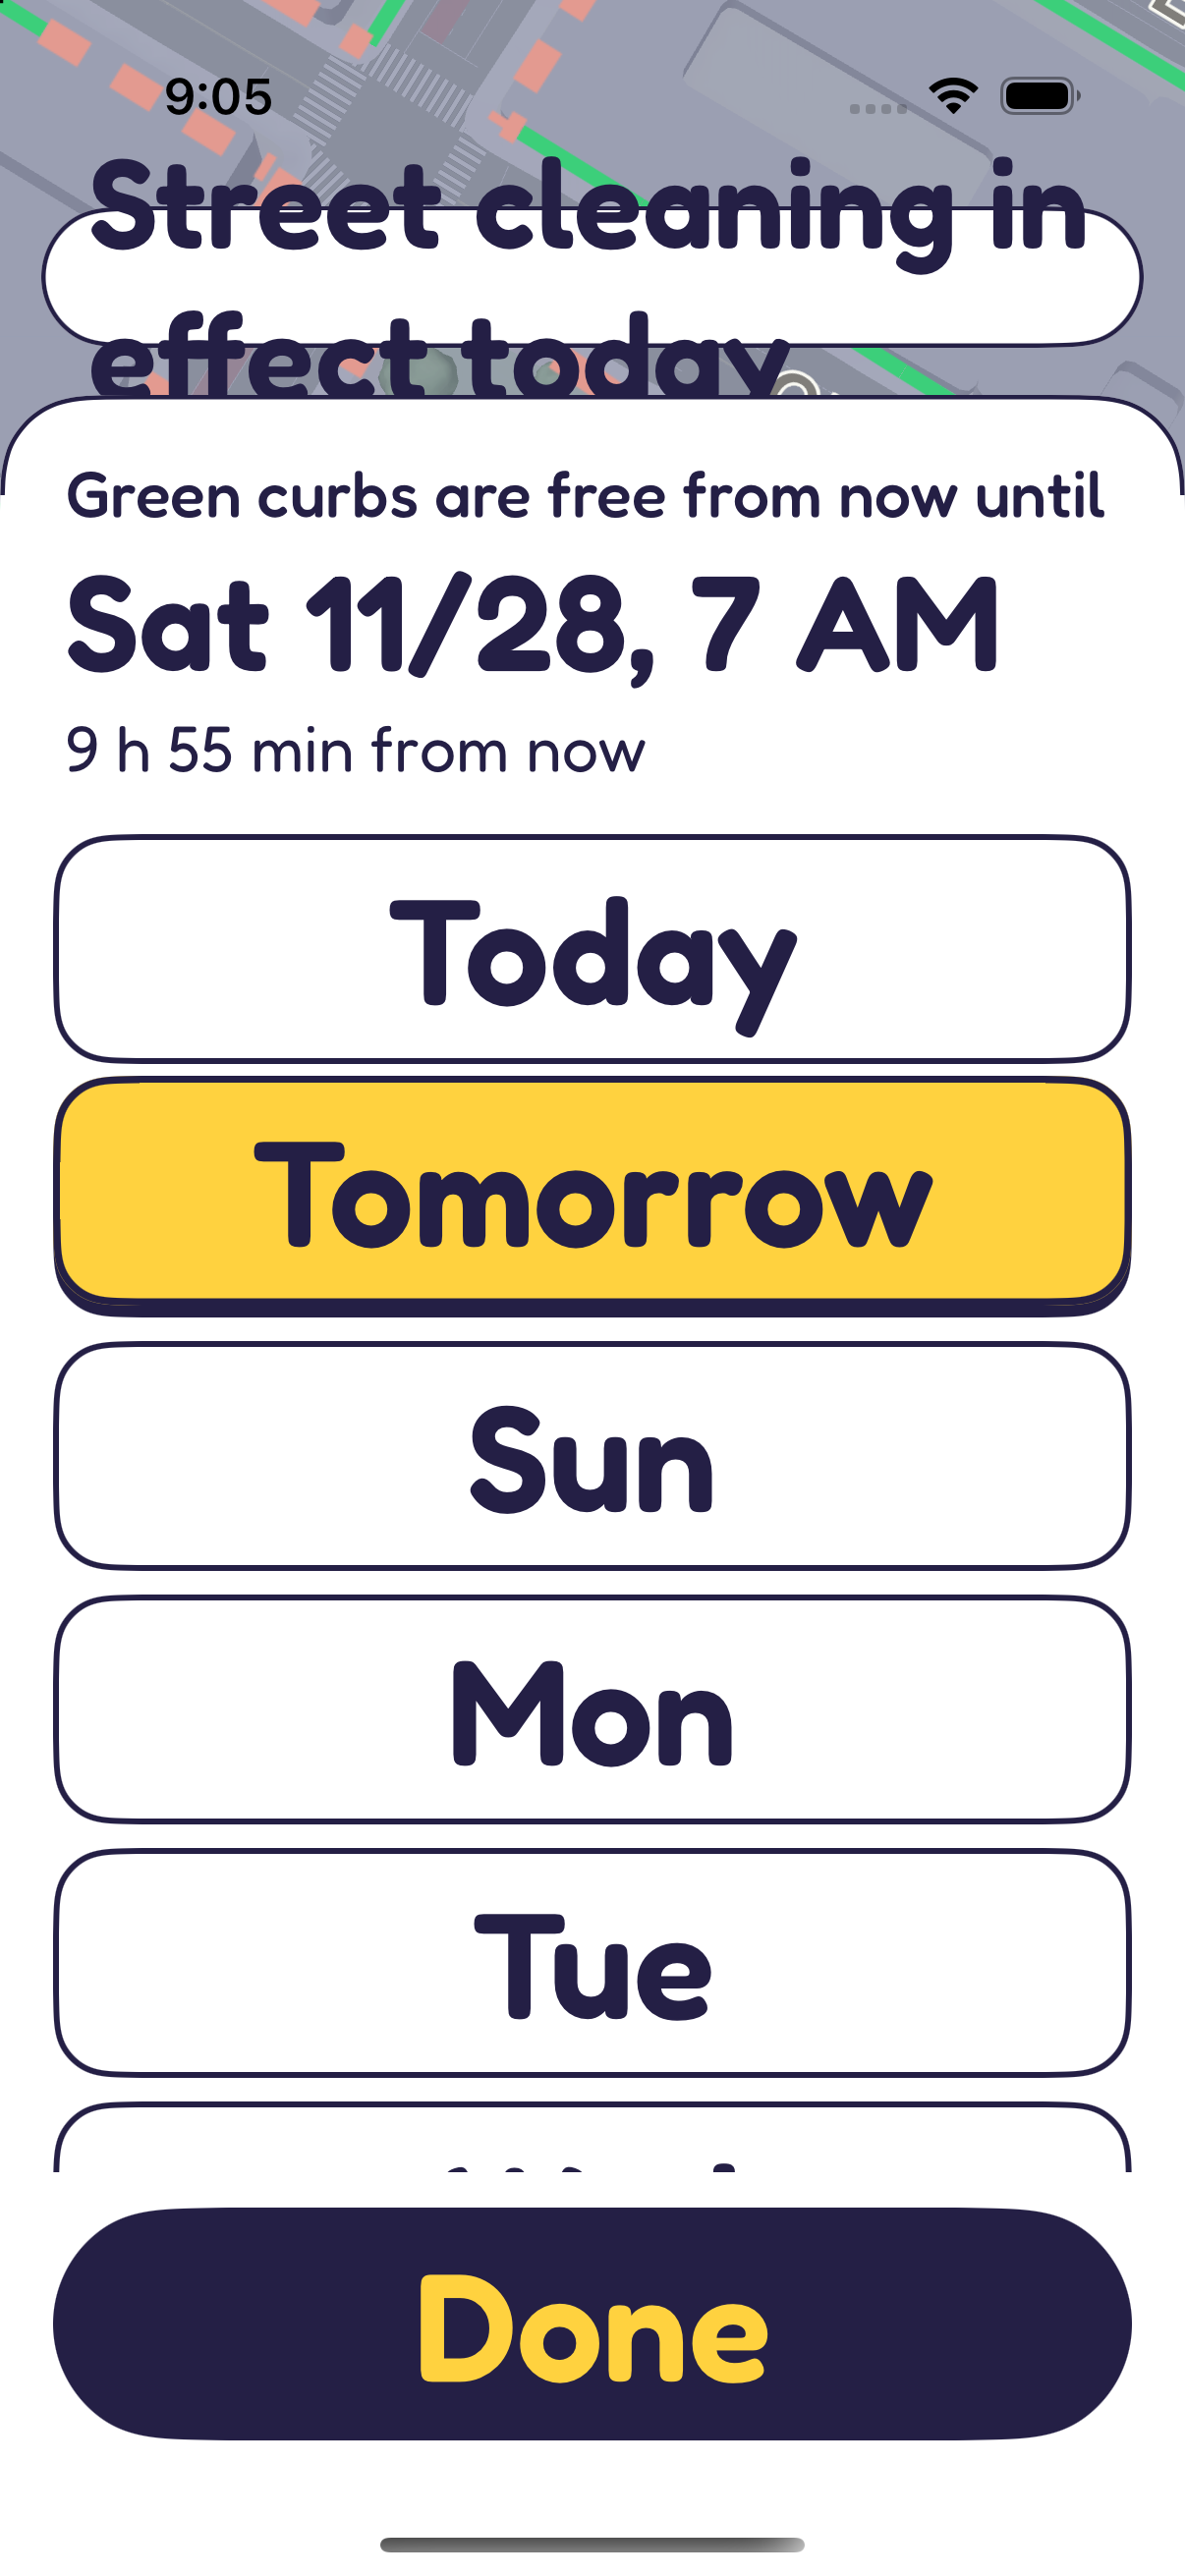 9:05
Street cleaning in
effect today
Green curbs are free from now until
Sat 11/28, 7 AM
9 h 55 min from now
Today
Tomorrow
Sun
Mon
Tue
Done